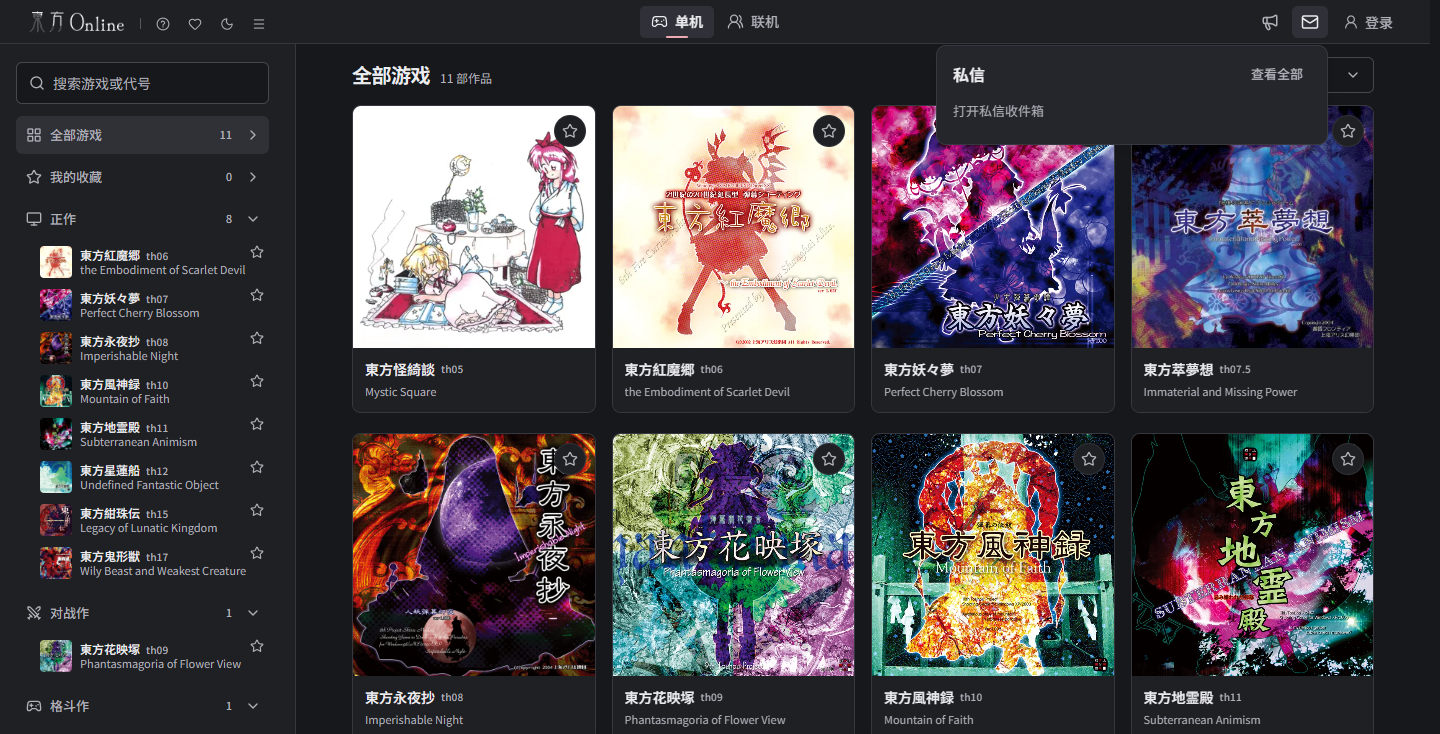 東方Online
单机
联机
登录
搜索游戏或代号
全部游戏 11
我的收藏 0
正作 8
東方紅魔郷 th06
the Embodiment of Scarlet Devil
東方妖々夢 th07
Perfect Cherry Blossom
東方永夜抄 th08
Imperishable Night
東方風神録 th10
Mountain of Faith
東方地霊殿 th11
Subterranean Animism
東方星蓮船 th12
Undefined Fantastic Object
東方紺珠伝 th15
Legacy of Lunatic Kingdom
東方鬼形獣 th17
Wily Beast and Weakest Creature
对战作 1
東方花映塚 th09
Phantasmagoria of Flower View
格斗作 1
全部游戏 11 部作品
私信
查看全部
打开私信收件箱
東方紅魔郷
the Embodiment of Scarlet Devil
東方妖々夢
Perfect Cherry Blossom
東方萃夢想
東方怪綺談 th05
Mystic Square
東方紅魔郷 th06
the Embodiment of Scarlet Devil
東方妖々夢 th07
Perfect Cherry Blossom
東方萃夢想 th07.5
Immaterial and Missing Power
東方永夜抄
Imperishable Night
東方花映塚
Phantasmagoria of Flower View
東方風神録
Mountain of Faith
東方地霊殿
SUBTERRANEAN ANIMISM
東方永夜抄 th08
Imperishable Night
東方花映塚 th09
Phantasmagoria of Flower View
東方風神録 th10
Mountain of Faith
東方地霊殿 th11
Subterranean Animism